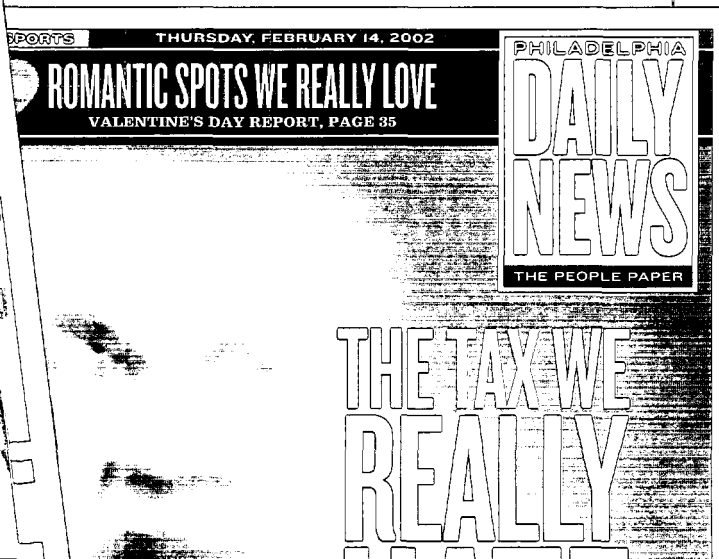 SPORTS
THURSDAY, FEBRUARY 14, 2002
ROMANTIC SPOTS WE REALLY LOVE
VALENTINE'S DAY REPORT, PAGE 35
PHILADELPHIA
DAILY
NEWS
THE PEOPLE PAPER
THE TAX WE
REALLY